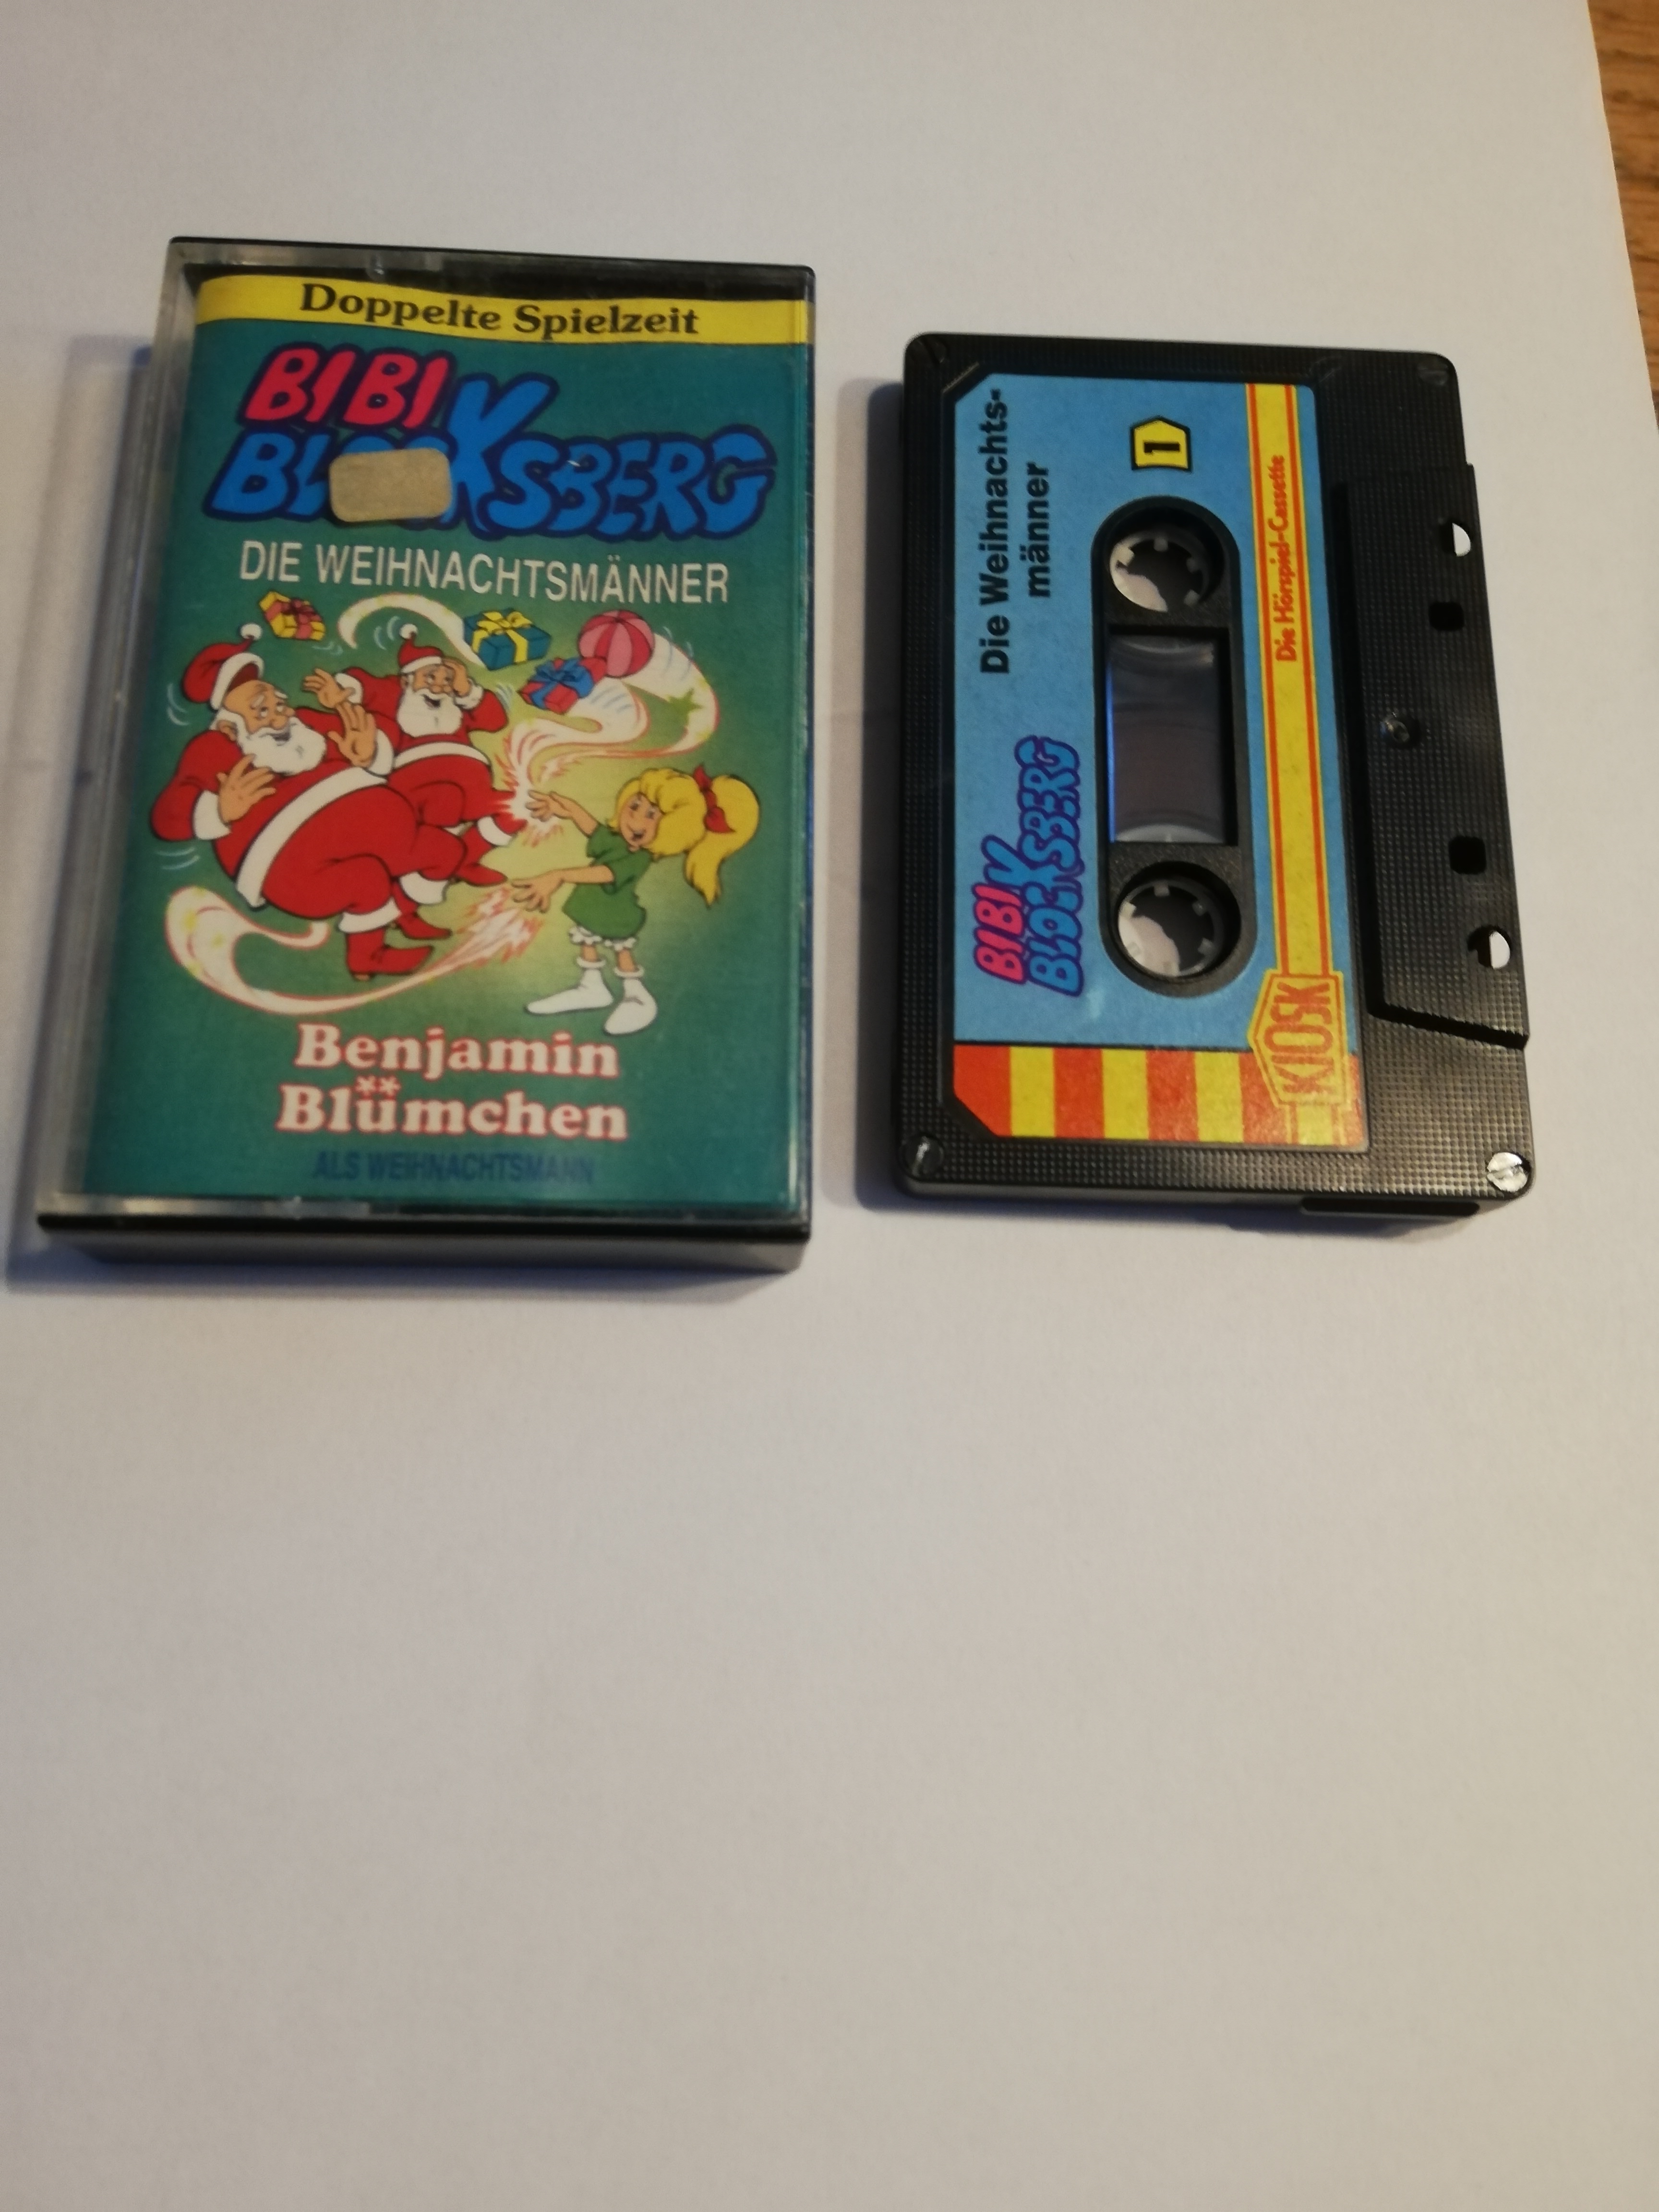 Doppelte Spielzeit
BIBI
BLOCKSBERG
DIE WEIHNACHTSMÄNNER
Benjamin
Blümchen
ALS WEIHNACHTSMANN
BIBI
BLOCKSBERG
Die Weihnachts-
männer
1
KIOSK
Die Hörspiel-Cassette